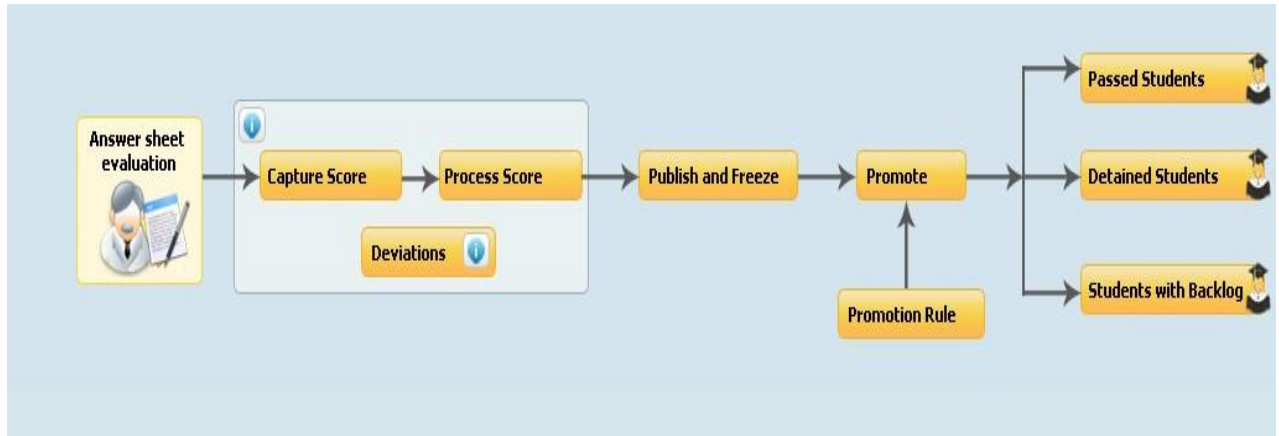 Answer sheet
evaluation
Capture Score
Process Score
Deviations
Publish and Freeze
Promote
Promotion Rule
Passed Students
Detained Students
Students with Backlog